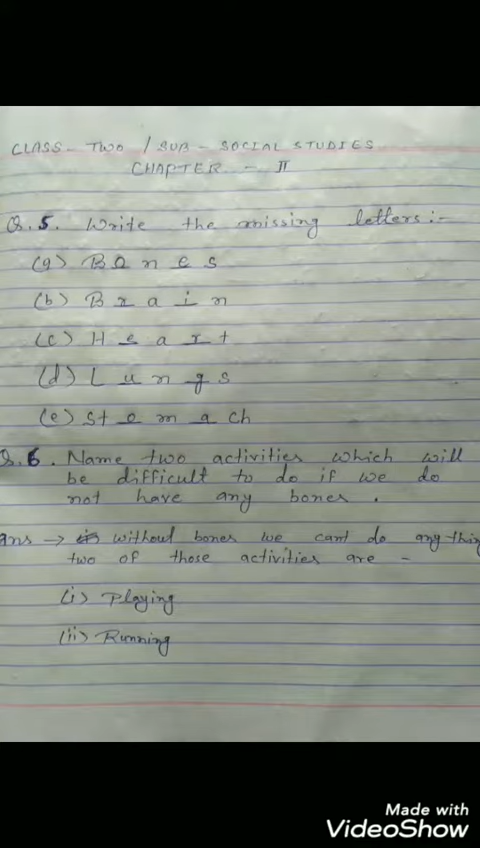 CLASS - TWO / SUB - SOCIAL STUDIES
CHAPTER - II
Q.5. Write the missing letters:-
(a) B o n e s
(b) B r a i n
(c) H e a r t
(d) L u n g s
(e) St o m a ch
Q.6. Name two activities which will
be difficult to do if we do
not have any bones.
Ans → without bones we cant do any thing
two of those activities are -
(i) Playing
(ii) Running
Made with
VideoShow